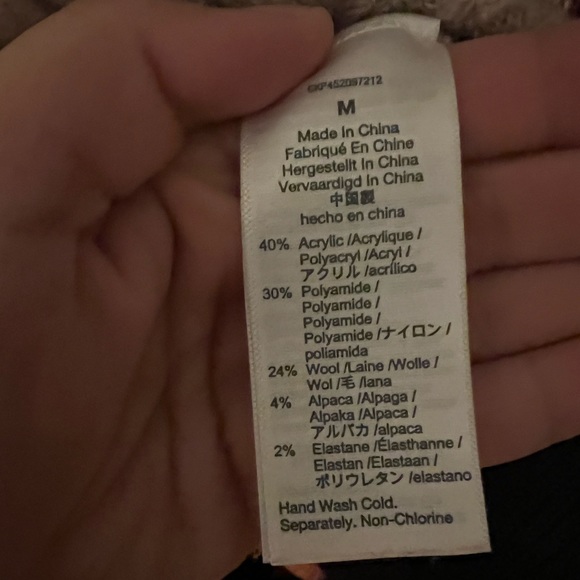 M
Made In China
Fabriqué En Chine
Hergestellt In China
Vervaardigd In China
中国製
hecho en china
40% Acrylic /Acrylique /
Polyacryl /Acryl /
アクリル /acrílico
30% Polyamide /
Polyamide /
Polyamide /
Polyamide /ナイロン /
poliamida
24% Wool /Laine /Wolle /
Wol /毛 /lana
4% Alpaca /Alpaga /
Alpaka /Alpaca /
アルパカ /alpaca
2% Elastane /Élasthanne /
Elastan /Elastaan /
ポリウレタン /elastano
Hand Wash Cold.
Separately. Non-Chlorine